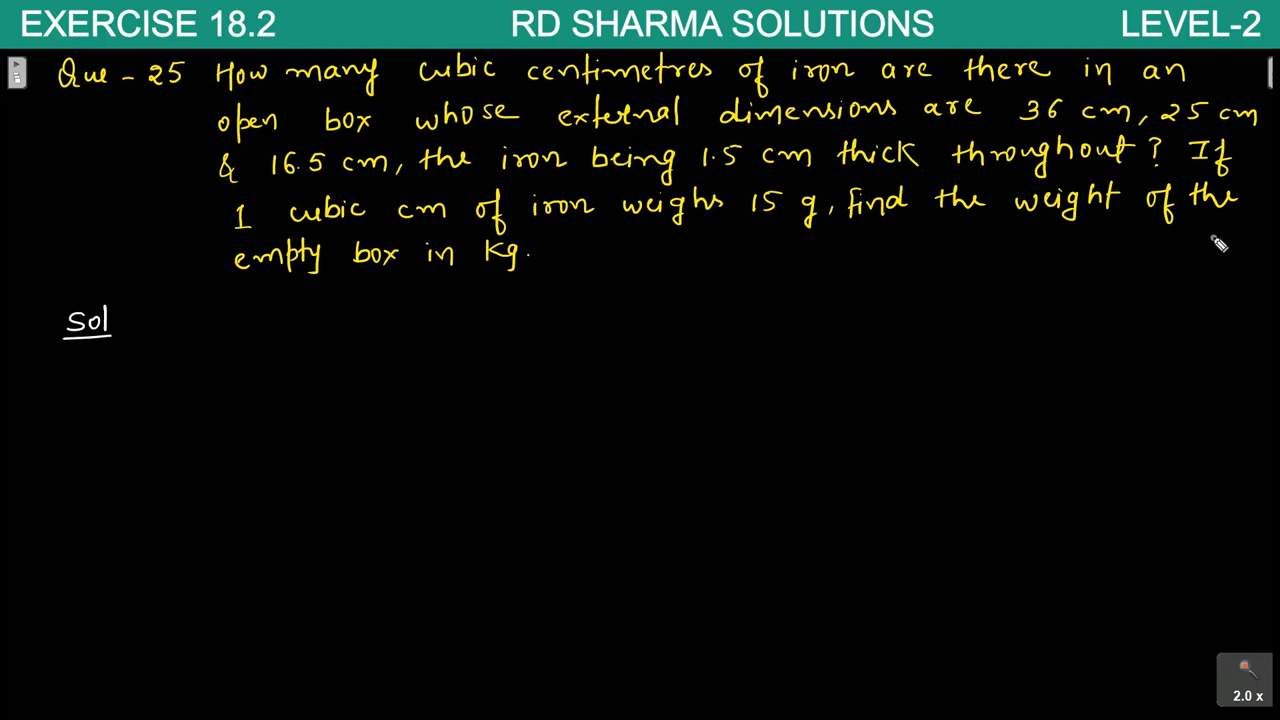 EXERCISE 18.2 RD SHARMA SOLUTIONS LEVEL-2
Que - 25 How many cubic centimetres of iron are there in an
open box whose external dimensions are 36 cm, 25 cm
& 16.5 cm, the iron being 1.5 cm thick throughout? If
1 cubic cm of iron weighs 15 g, find the weight of the
empty box in Kg.
Sol
2.0 x